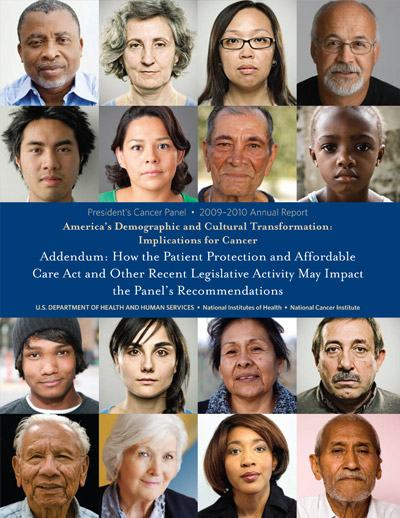 President's Cancer Panel • 2009–2010 Annual Report
America's Demographic and Cultural Transformation:
Implications for Cancer
Addendum: How the Patient Protection and Affordable
Care Act and Other Recent Legislative Activity May Impact
the Panel's Recommendations
U.S. DEPARTMENT OF HEALTH AND HUMAN SERVICES • National Institutes of Health • National Cancer Institute